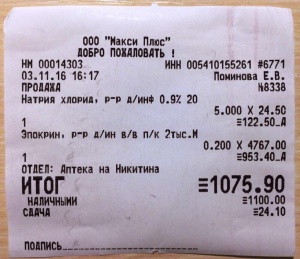 ООО "Макси Плюс"
ДОБРО ПОЖАЛОВАТЬ !
НМ 00014303 ИНН 005410155261 #6771
03.11.16 16:17 Поминова Е.В.
ПРОДАЖА №8338
Натрия хлорид, р-р д/инф 0.9% 20
5.000 X 24.50
1 ≡122.50_А
Эпокрин, р-р д/ин в/в п/к 2тыс.М
0.200 X 4767.00
1 ≡953.40_А
ОТДЕЛ: Аптека на Никитина
ИТОГ ≡1075.90
НАЛИЧНЫМИ ≡1100.00
СДАЧА ≡24.10
ПОДПИСЬ